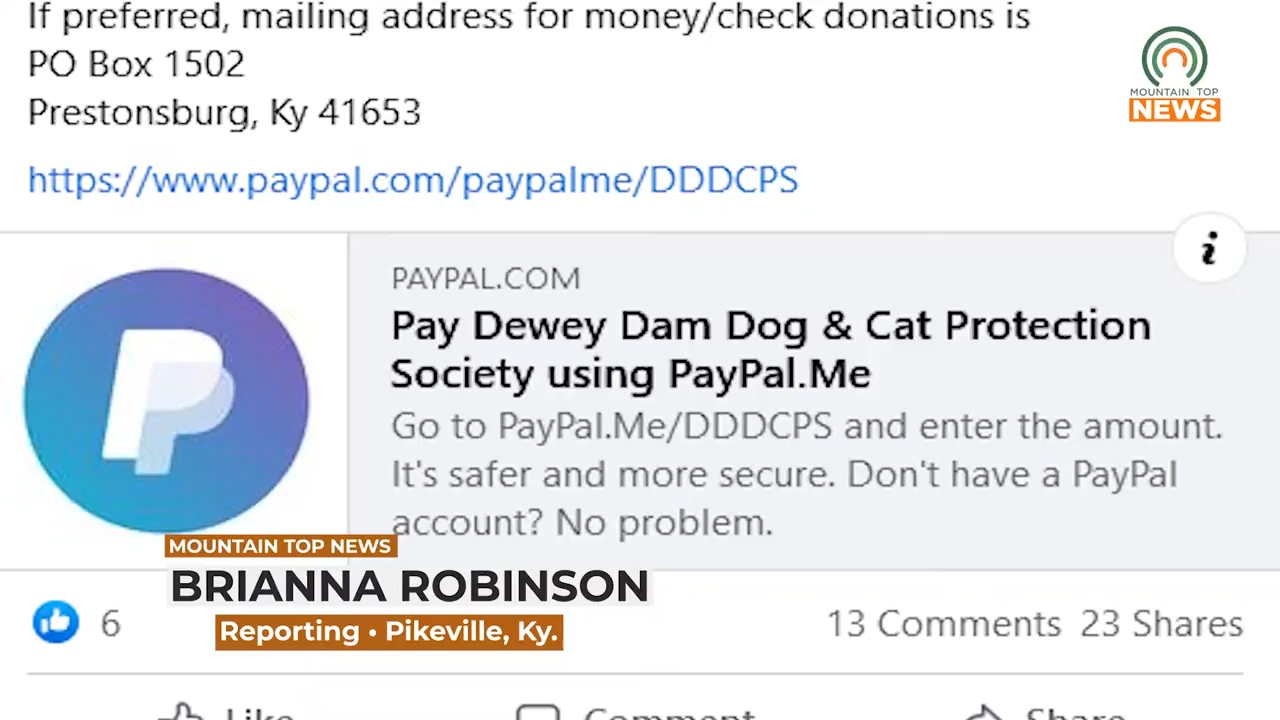 If preferred, mailing address for money/check donations is
PO Box 1502
Prestonsburg, Ky 41653
https://www.paypal.com/paypalme/DDDCPS
MOUNTAIN TOP
NEWS
i
PAYPAL.COM
Pay Dewey Dam Dog & Cat Protection
Society using PayPal.Me
Go to PayPal.Me/DDDCPS and enter the amount.
It's safer and more secure. Don't have a PayPal
account? No problem.
MOUNTAIN TOP NEWS
BRIANNA ROBINSON
Reporting • Pikeville, Ky.
6
13 Comments 23 Shares
Like Comment Share